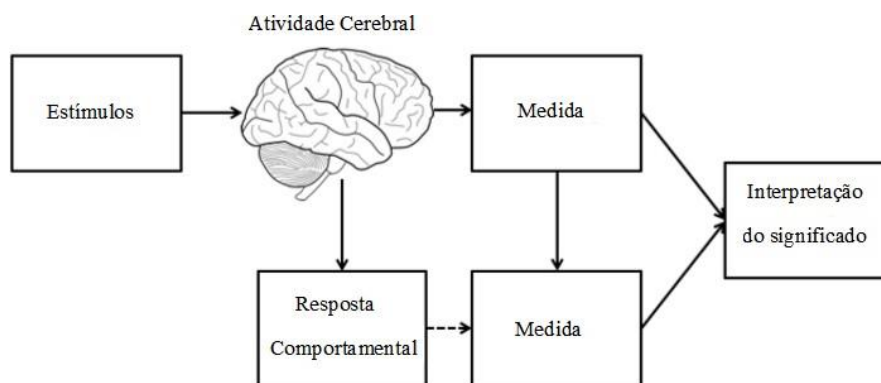 Atividade Cerebral
Estímulos
Medida
Interpretação
do significado
Resposta
Comportamental
Medida